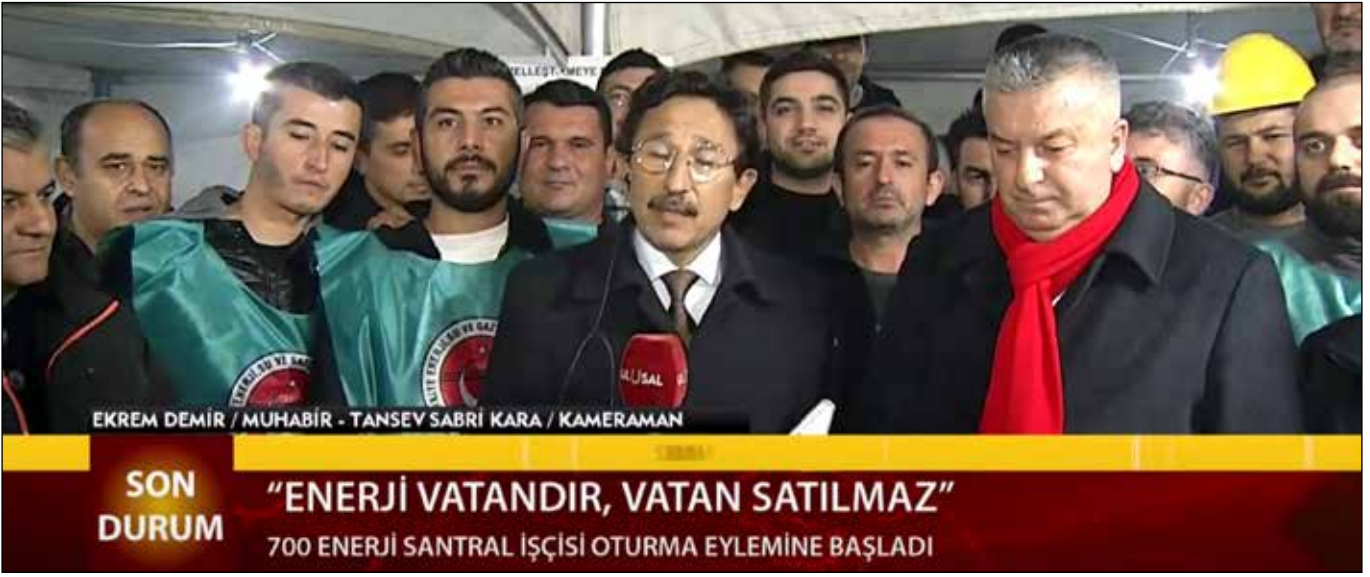 ULUSAL
EKREM DEMİR / MUHABİR - TANSEV SABRİ KARA / KAMERAMAN
SON
DURUM
“ENERJİ VATANDIR, VATAN SATILMAZ”
700 ENERJİ SANTRAL İŞÇİSİ OTURMA EYLEMİNE BAŞLADI